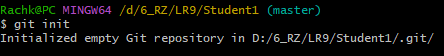 Rachk@PC MINGW64 /d/6_RZ/LR9/Student1 (master)
$ git init
Initialized empty Git repository in D:/6_RZ/LR9/Student1/.git/